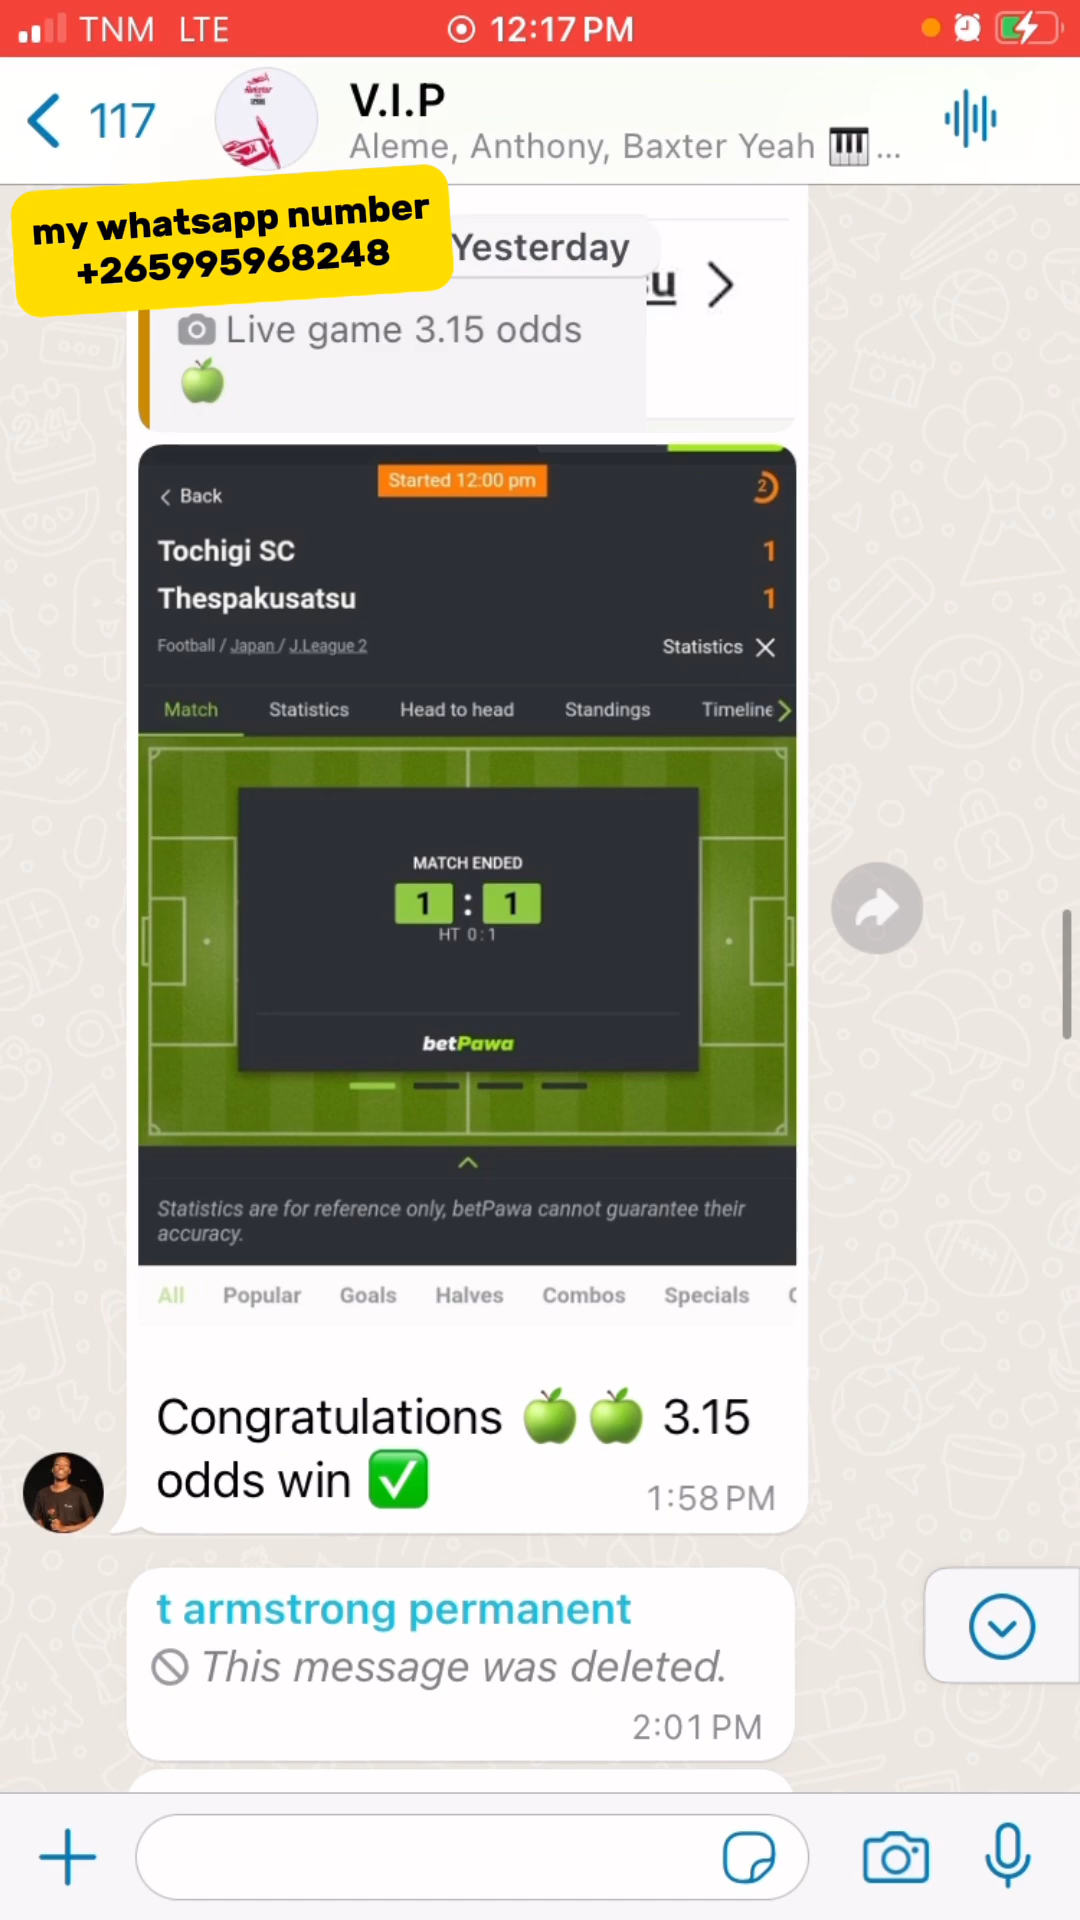 TNM LTE 12:17 PM
117
V.I.P
Aleme, Anthony, Baxter Yeah 🎹...
my whatsapp number
+265995968248
Yesterday
Live game 3.15 odds
🍏
Started 12:00 pm
Back
2
Tochigi SC 1
Thespakusatsu 1
Football / Japan / J.League 2
Statistics
Match Statistics Head to head Standings Timeline
MATCH ENDED
1 : 1
HT 0 : 1
betPawa
Statistics are for reference only, betPawa cannot guarantee their
accuracy.
All Popular Goals Halves Combos Specials
Congratulations 🍏🍏 3.15
odds win ✅
1:58 PM
t armstrong permanent
This message was deleted.
2:01 PM